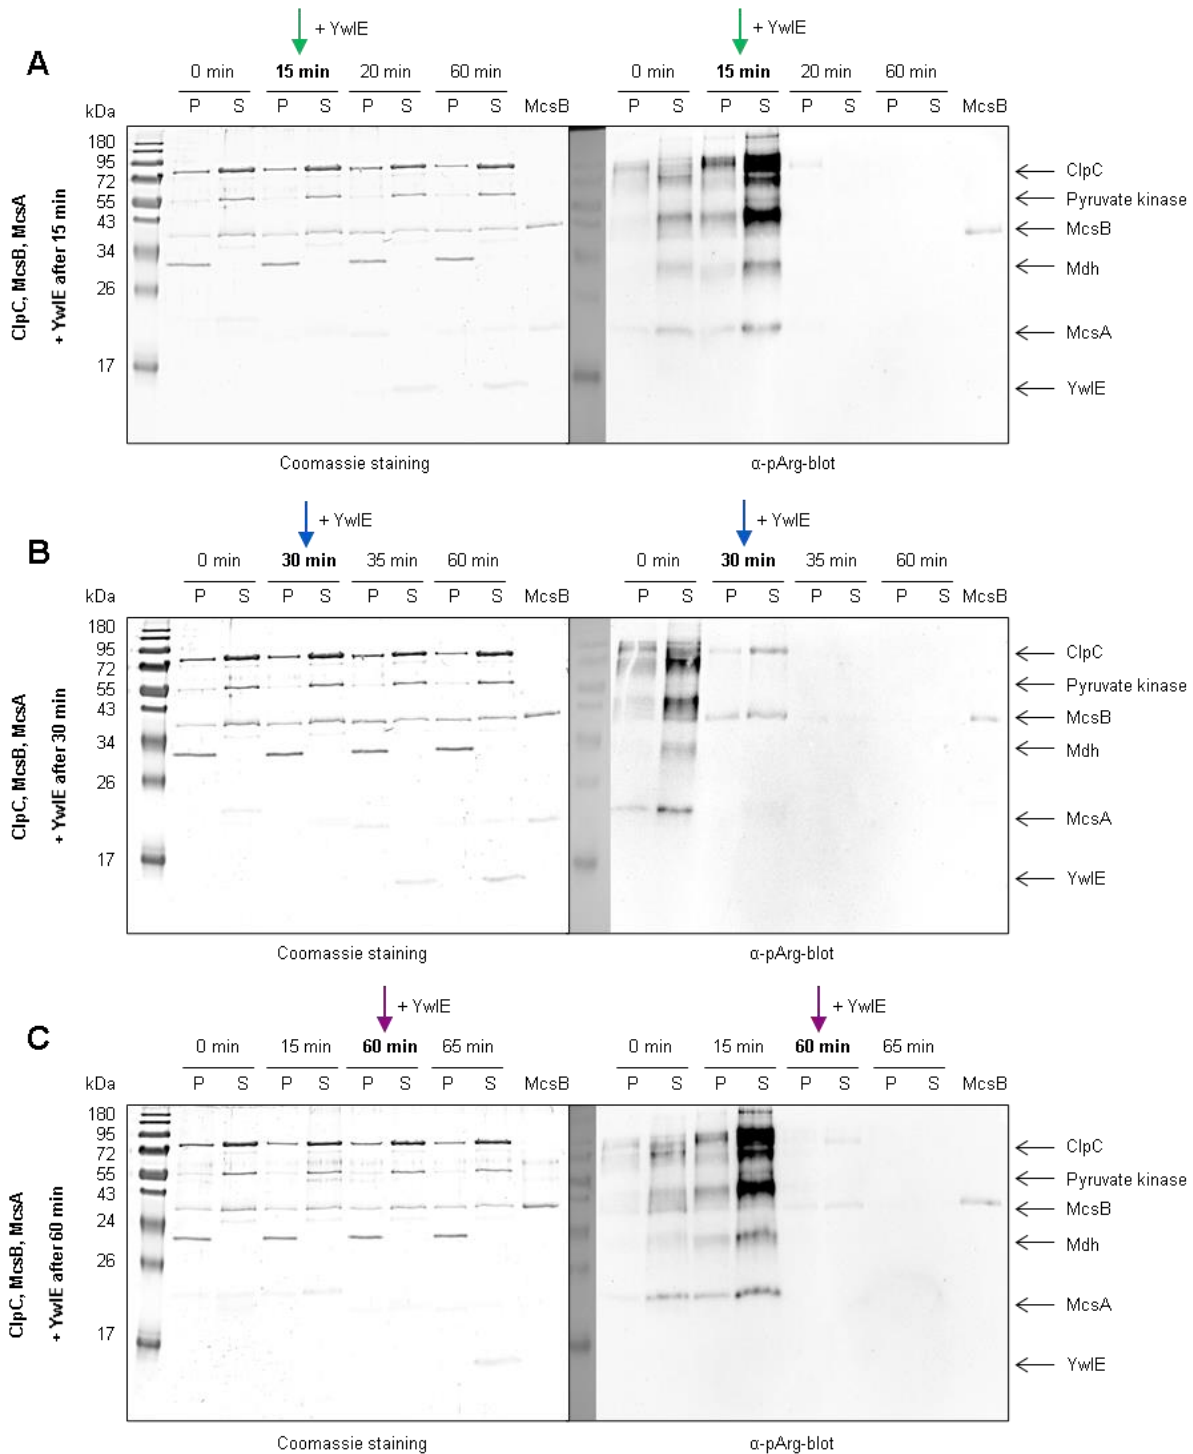 + YwlE + YwlE
A
0 min 15 min 20 min 60 min 0 min 15 min 20 min 60 min
kDa P S P S P S P S McsB P S P S P S P S McsB
180
95
72
55
43
34
26
17
ClpC, McsB, McsA
+ YwlE after 15 min
ClpC
Pyruvate kinase
McsB
Mdh
McsA
YwlE
Coomassie staining α-pArg-blot
+ YwlE + YwlE
B
0 min 30 min 35 min 60 min 0 min 30 min 35 min 60 min
kDa P S P S P S P S McsB P S P S P S P S McsB
180
95
72
55
43
34
26
17
ClpC, McsB, McsA
+ YwlE after 30 min
ClpC
Pyruvate kinase
McsB
Mdh
McsA
YwlE
Coomassie staining α-pArg-blot
+ YwlE + YwlE
C
0 min 15 min 60 min 65 min 0 min 15 min 60 min 65 min
kDa P S P S P S P S McsB P S P S P S P S McsB
180
95
72
55
43
24
26
17
ClpC, McsB, McsA
+ YwlE after 60 min
ClpC
Pyruvate kinase
McsB
Mdh
McsA
YwlE
Coomassie staining α-pArg-blot